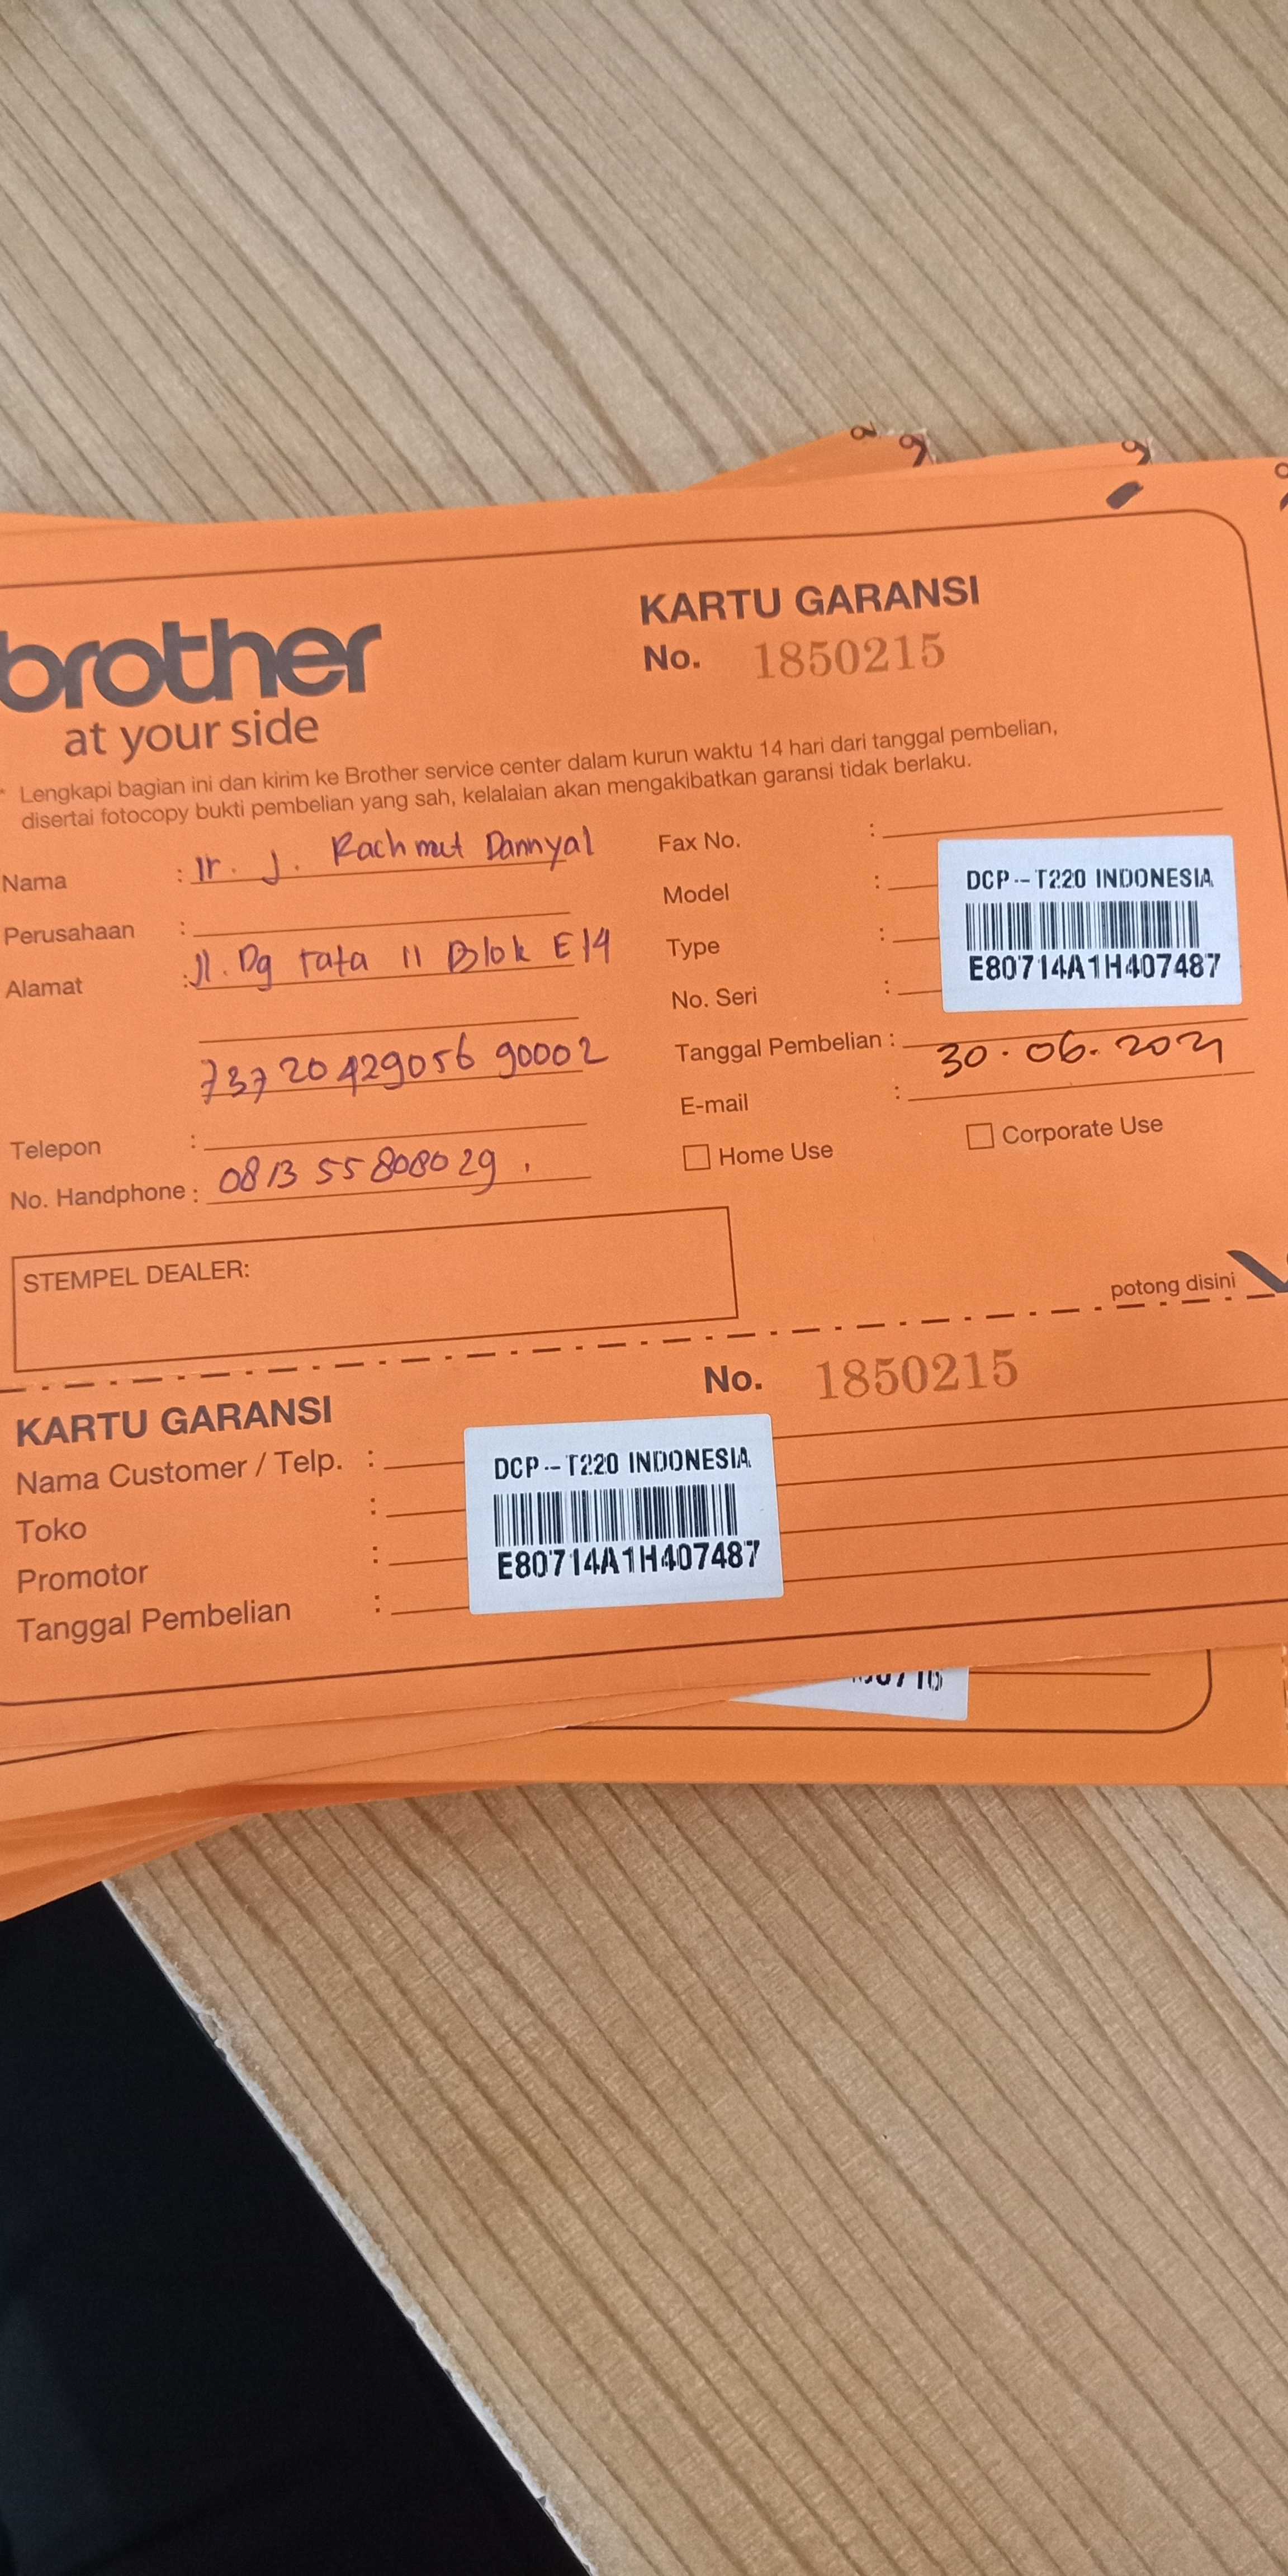 brother
at your side
KARTU GARANSI
No. 1850215
* Lengkapi bagian ini dan kirim ke Brother service center dalam kurun waktu 14 hari dari tanggal pembelian,
disertai fotocopy bukti pembelian yang sah, kelalaian akan mengakibatkan garansi tidak berlaku.
Nama : Ir. J. Rachmat Dannyal
Perusahaan :
Alamat : Jl. Dg tata 11 Blok E14
7372042905690002
Telepon :
No. Handphone : 081355808029.
Fax No. :
Model :
Type :
No. Seri :
DCP-T220 INDONESIA
E80714A1H407487
Tanggal Pembelian : 30.06.2021
E-mail :
Home Use
Corporate Use
STEMPEL DEALER:
potong disini
KARTU GARANSI
No. 1850215
Nama Customer / Telp. :
Toko :
Promotor :
Tanggal Pembelian :
DCP-T220 INDONESIA
E80714A1H407487